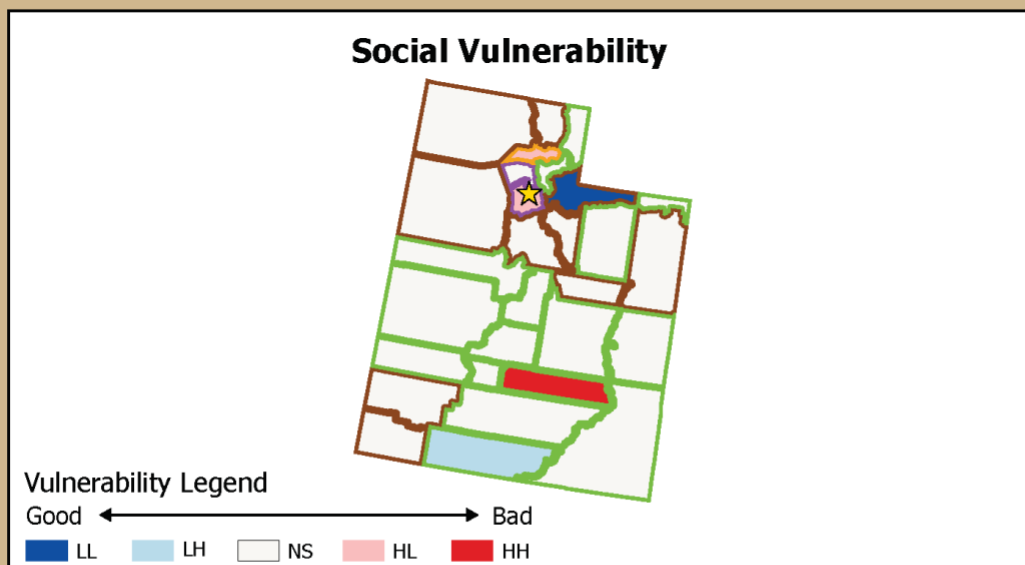 Social Vulnerability
Vulnerability Legend
Good Bad
LL LH NS HL HH